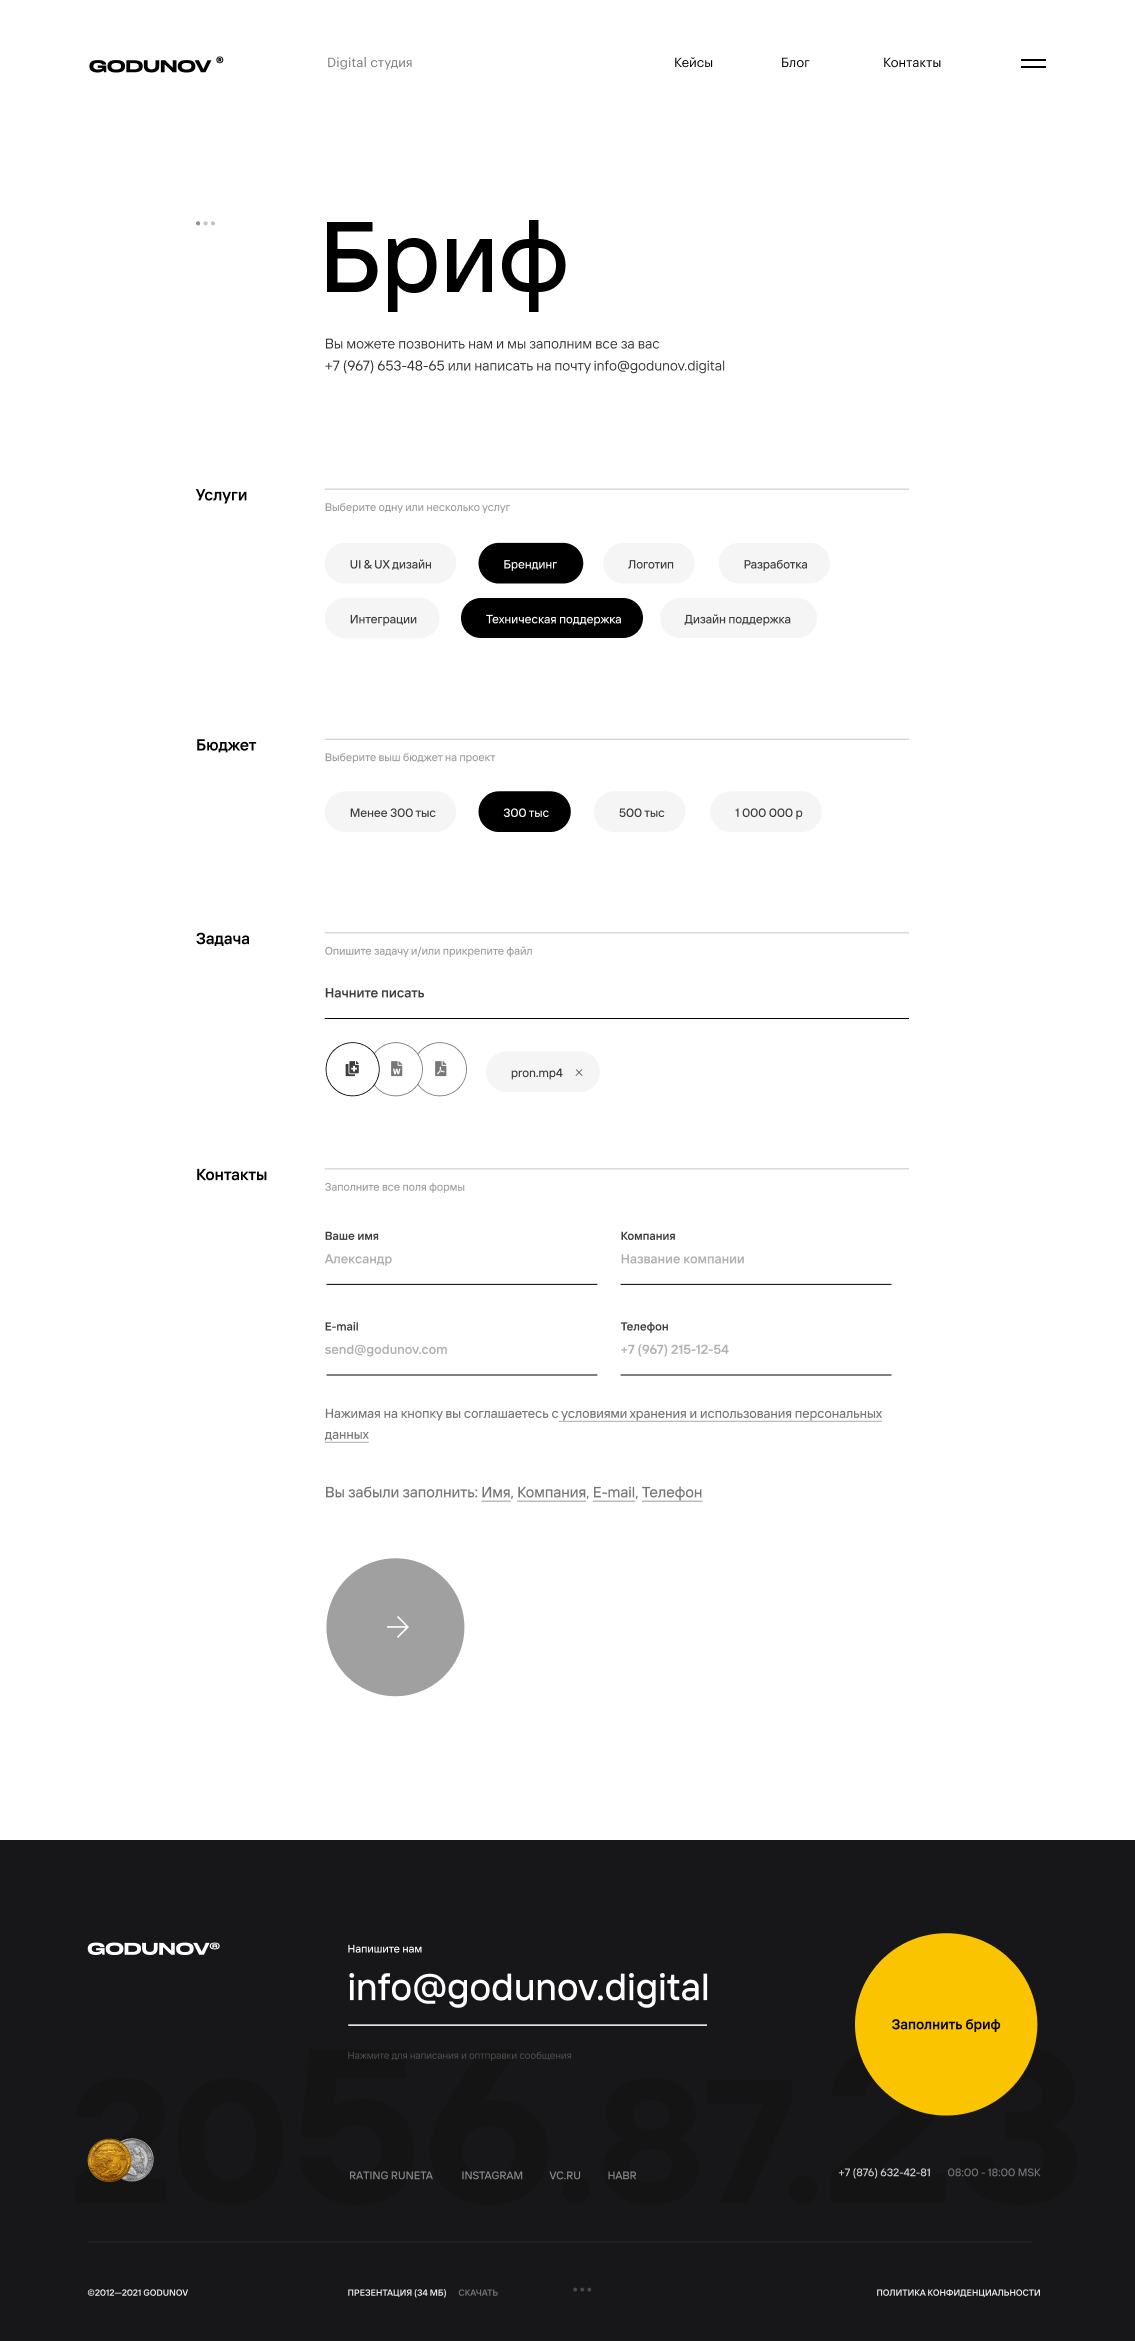 GODUNOV ®
Digital студия
Кейсы
Блог
Контакты
Бриф
Вы можете позвонить нам и мы заполним все за вас
+7 (967) 653-48-65 или написать на почту info@godunov.digital
Услуги
Выберите одну или несколько услуг
UI & UX дизайн
Брендинг
Логотип
Разработка
Интеграции
Техническая поддержка
Дизайн поддержка
Бюджет
Выберите выш бюджет на проект
Менее 300 тыс
300 тыс
500 тыс
1 000 000 р
Задача
Опишите задачу и/или прикрепите файл
Начните писать
W
pron.mp4 ×
Контакты
Заполните все поля формы
Ваше имя
Александр
Компания
Название компании
E-mail
send@godunov.com
Телефон
+7 (967) 215-12-54
Нажимая на кнопку вы соглашаетесь с условиями хранения и использования персональных
данных
Вы забыли заполнить: Имя, Компания, E-mail, Телефон
GODUNOV®
Напишите нам
info@godunov.digital
Заполнить бриф
Нажмите для написания и оптправки сообщения
2056.87.23
RATING RUNETA
INSTAGRAM
VC.RU
HABR
+7 (876) 632-42-81
08:00 - 18:00 MSK
©2012—2021 GODUNOV
ПРЕЗЕНТАЦИЯ (34 МБ)
СКАЧАТЬ
ПОЛИТИКА КОНФИДЕНЦИАЛЬНОСТИ